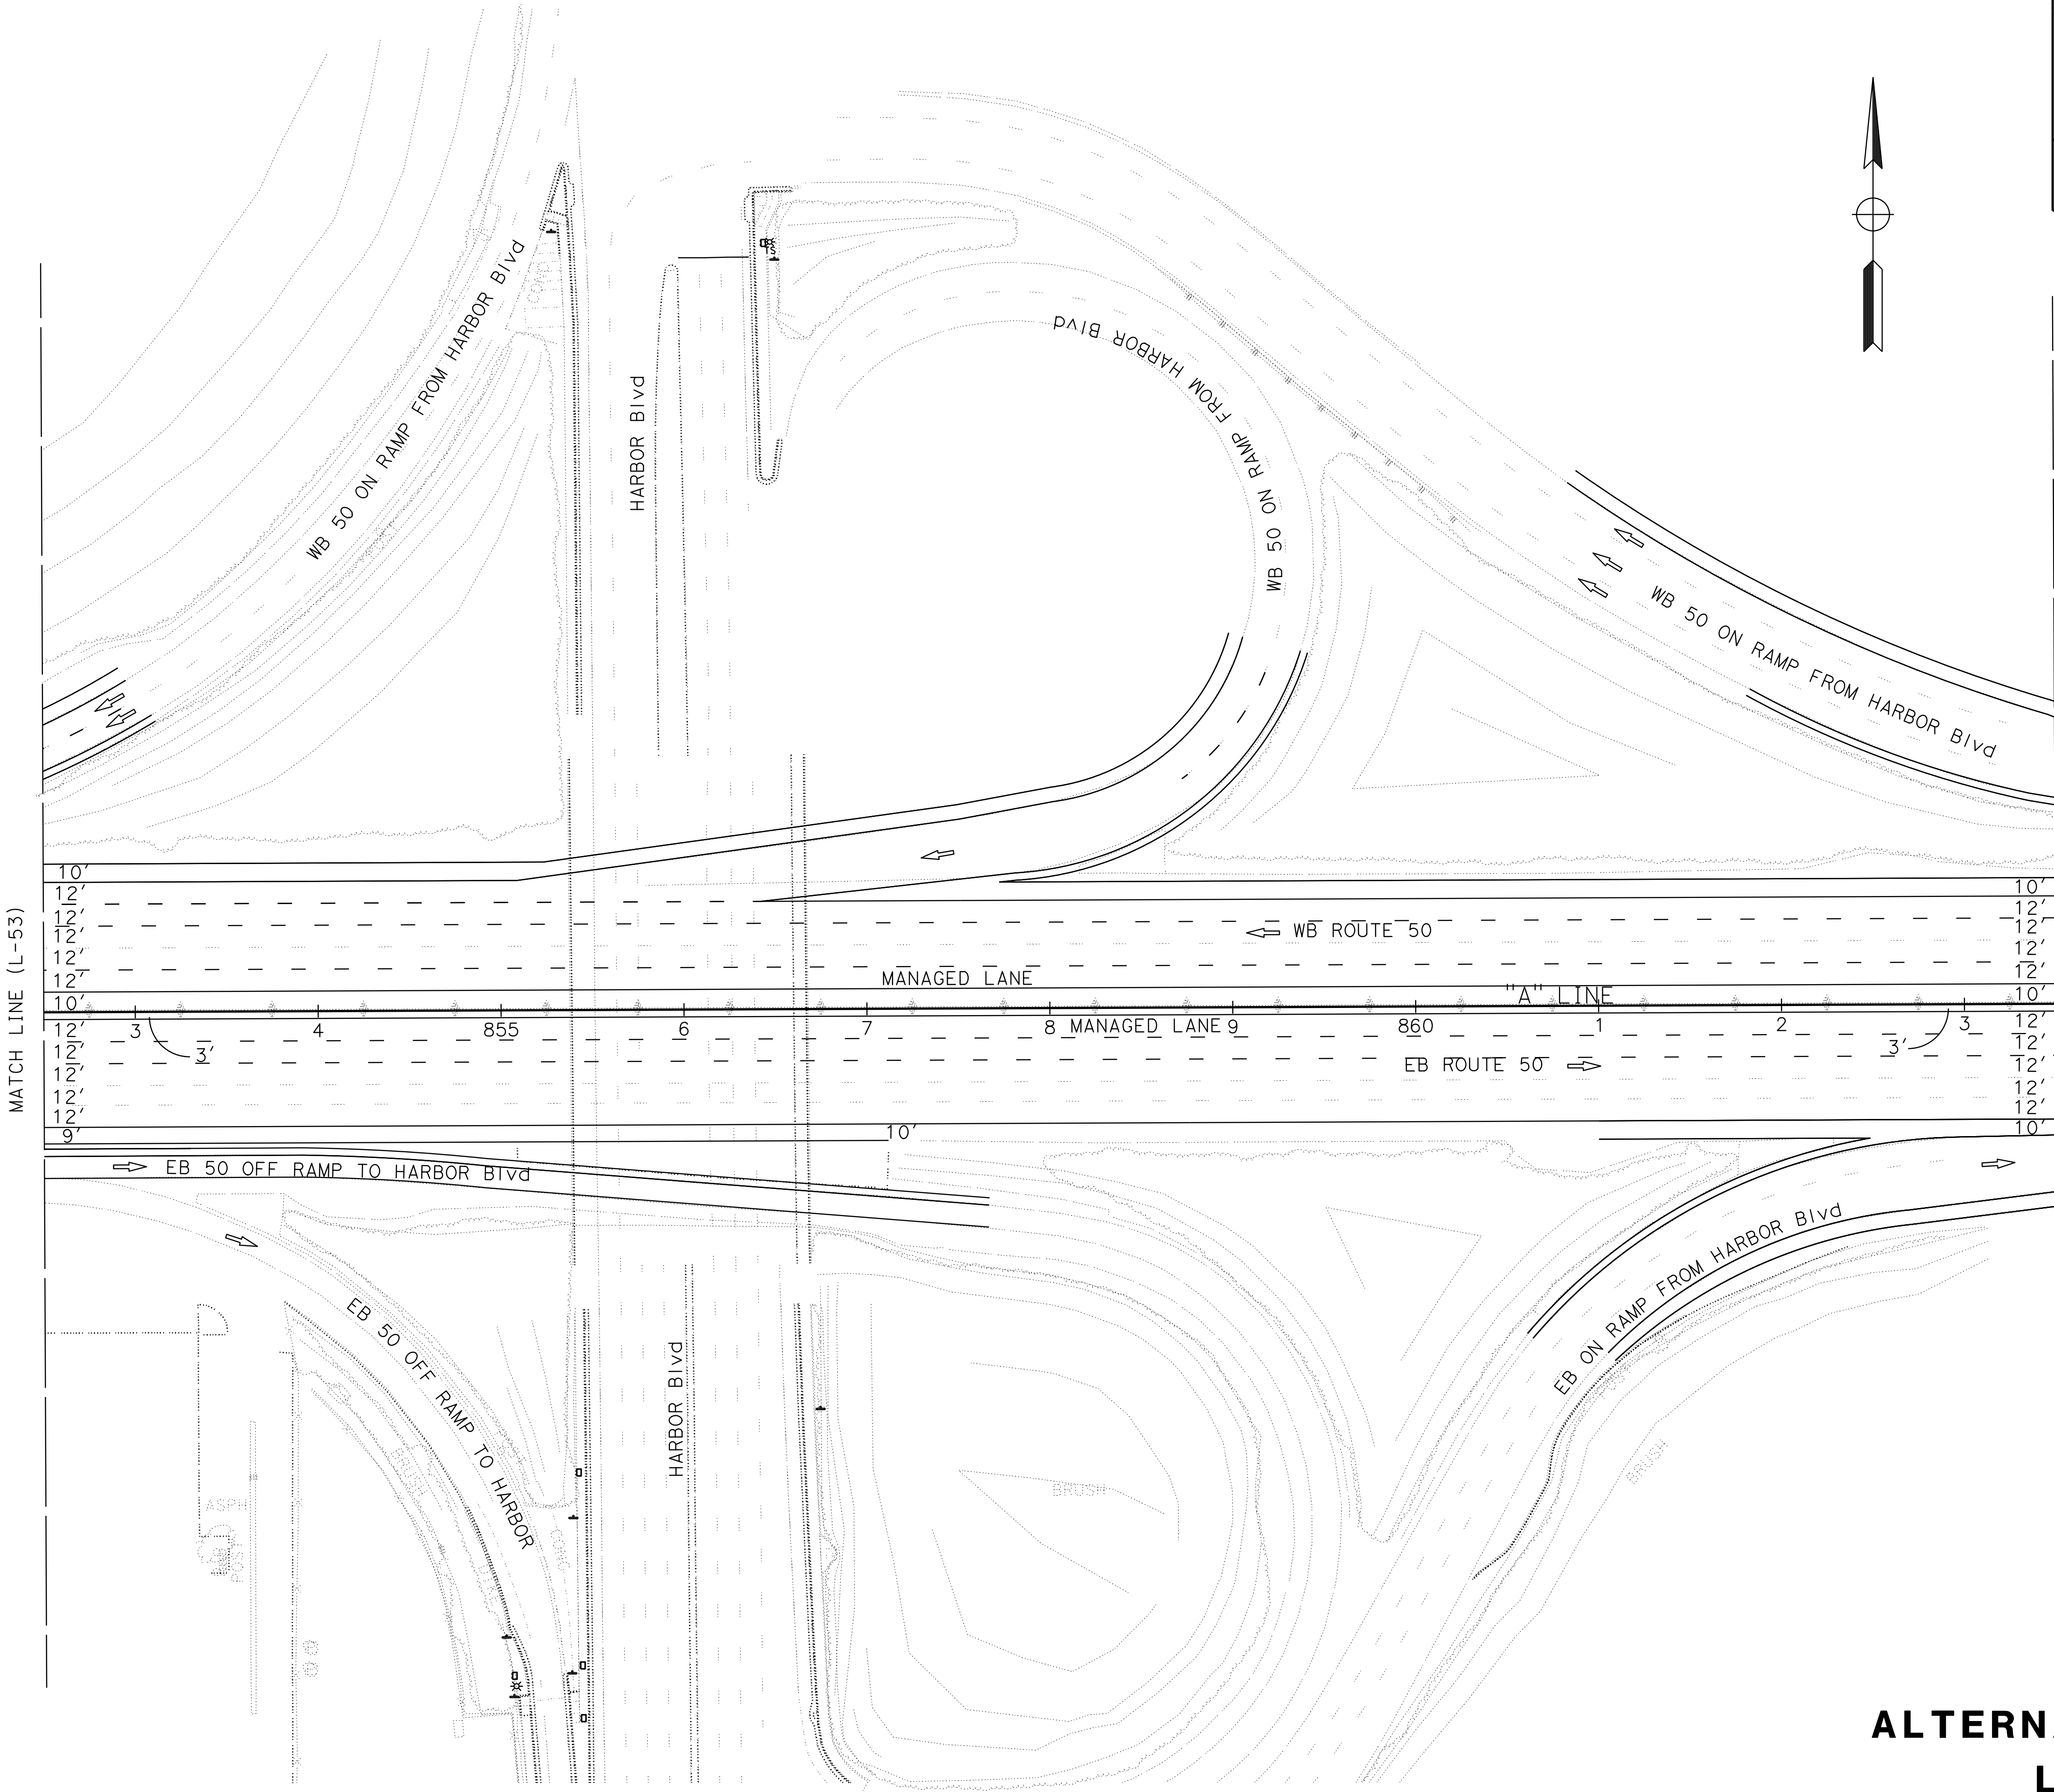 WB 50 ON RAMP FROM HARBOR Blvd
HARBOR Blvd
WB 50 ON RAMP FROM HARBOR Blvd
WB 50 ON RAMP FROM HARBOR Blvd
TS
MATCH LINE (L-53)
10'
12'
12'
12'
12'
12'
10'
12'
12'
12'
12'
12'
9'
10'
12'
12'
12'
12'
10'
12'
12'
12'
12'
12'
10'
WB ROUTE 50
MANAGED LANE
"A" LINE
3 4 855 6 7 8 MANAGED LANE 9 860 1 2 3
3'
3'
EB ROUTE 50
10'
EB 50 OFF RAMP TO HARBOR Blvd
EB 50 OFF RAMP TO HARBOR
HARBOR Blvd
EB ON RAMP FROM HARBOR Blvd
BRUSH
BRUSH
ASPH
ALTERNA
L